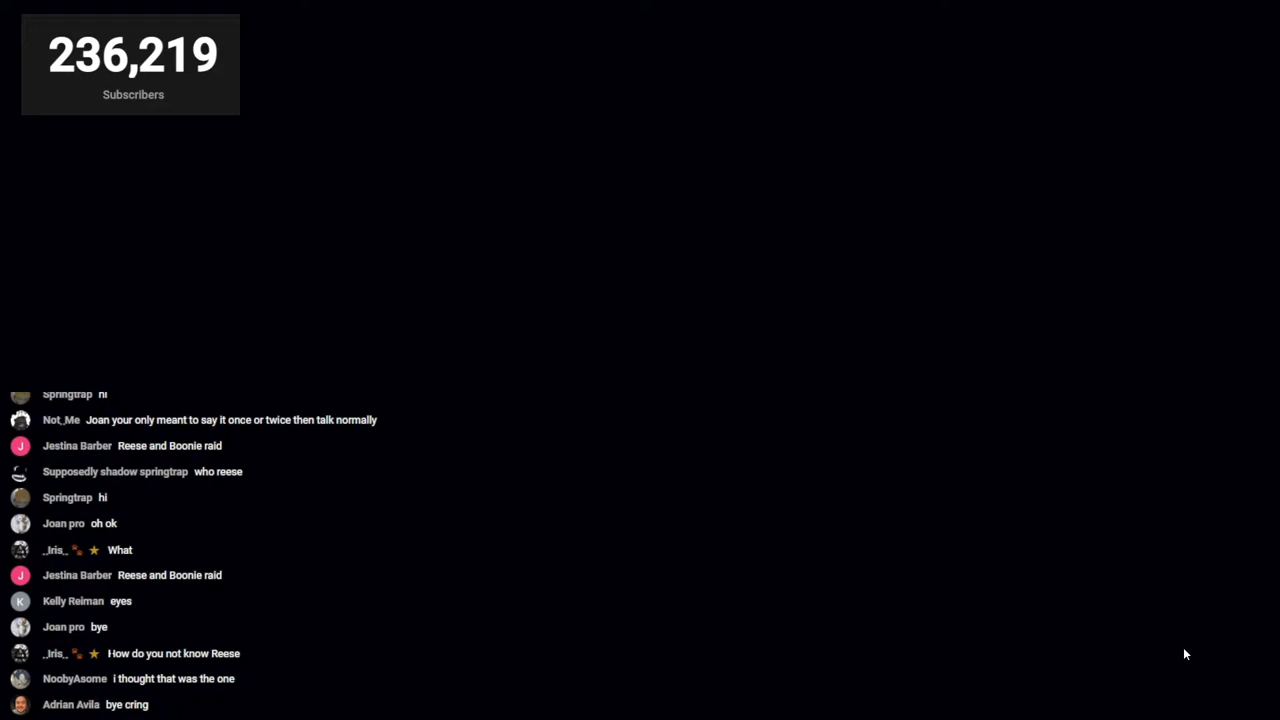 236,219
Subscribers
Springtrap hi
Not_Me Joan your only meant to say it once or twice then talk normally
Jestina Barber Reese and Boonie raid
Supposedly shadow springtrap who reese
Springtrap hi
Joan pro oh ok
_.Iris_. What
Jestina Barber Reese and Boonie raid
K Kelly Reiman eyes
Joan pro bye
_.Iris_. How do you not know Reese
NoobyAsome i thought that was the one
Adrian Avila bye cring